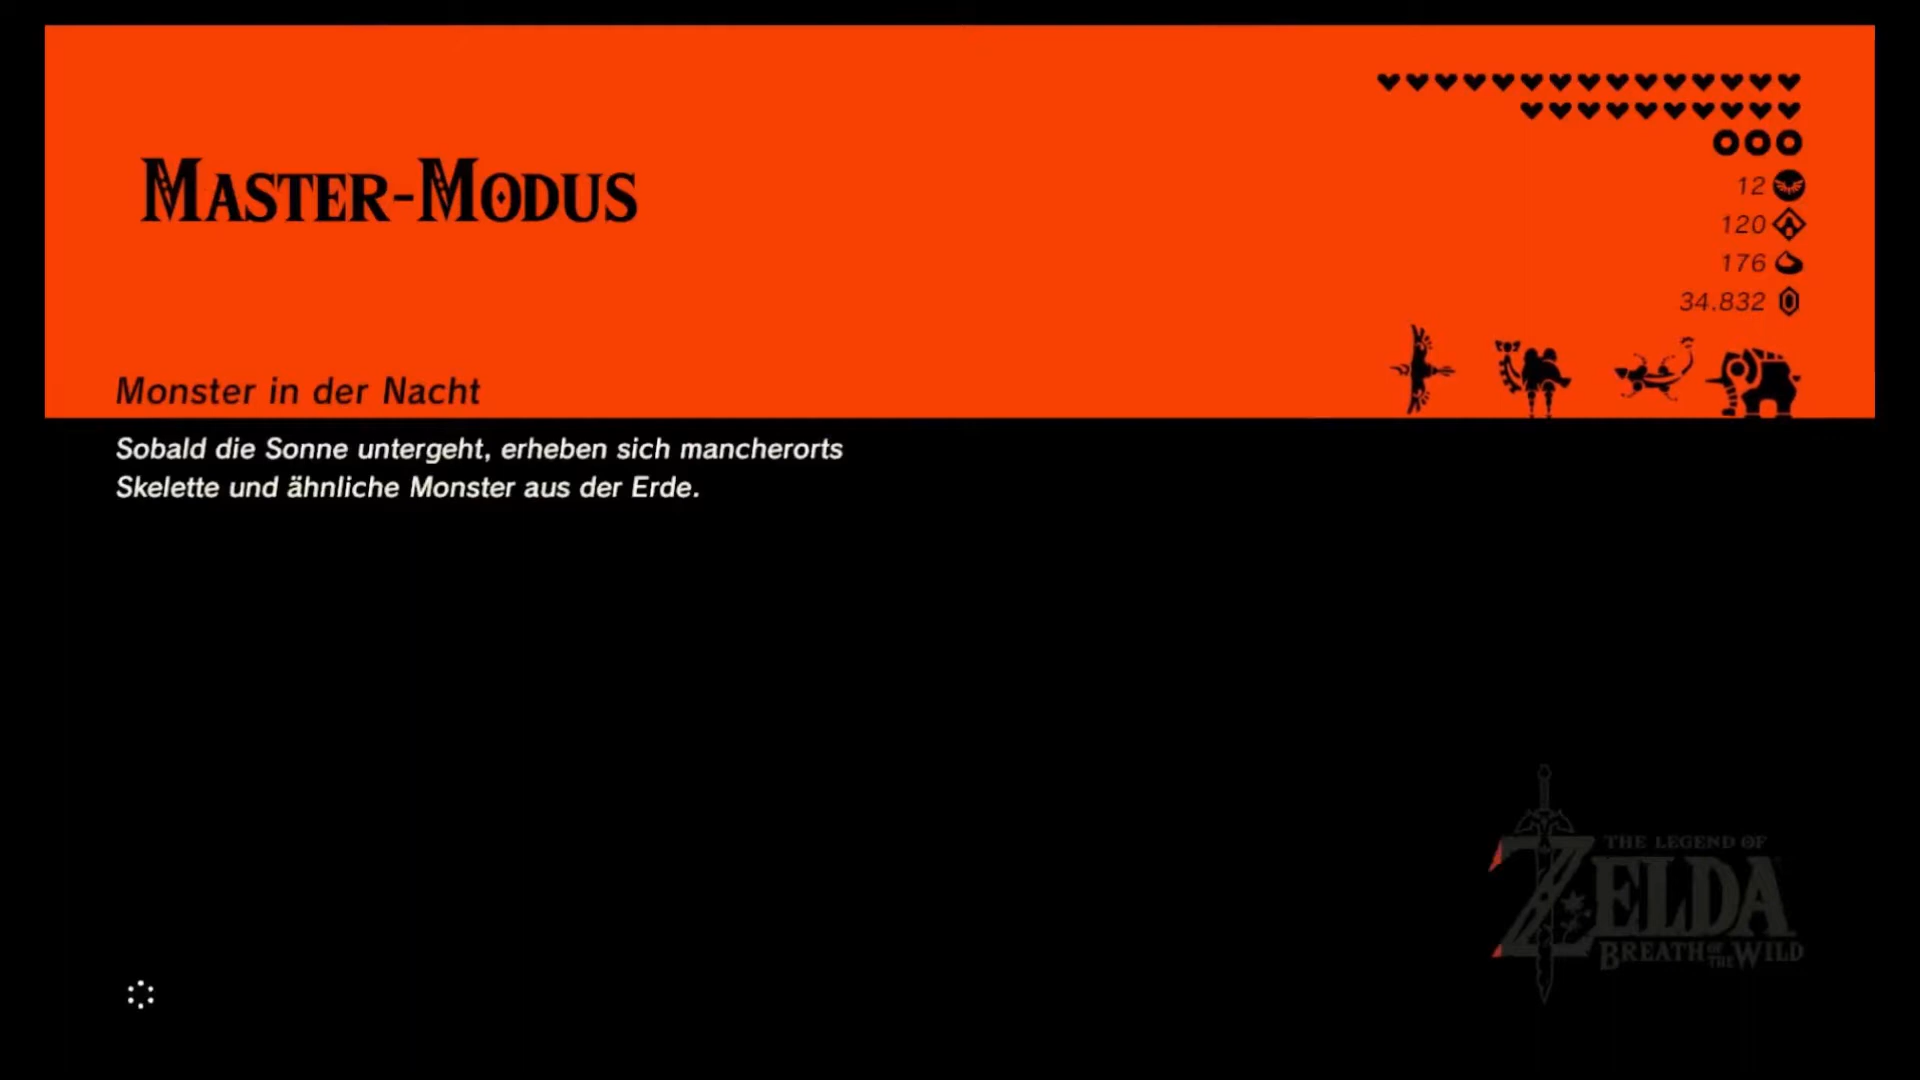 MASTER-MODUS
12
120
176
34.832
Monster in der Nacht
Sobald die Sonne untergeht, erheben sich mancherorts
Skelette und ähnliche Monster aus der Erde.
THE LEGEND OF
ZELDA
BREATH OF THE WILD